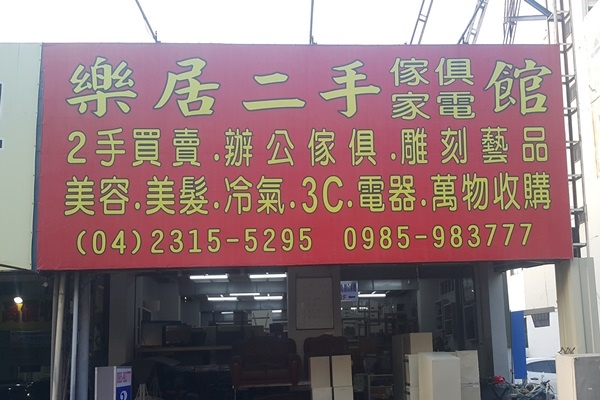 樂居二手傢俱家電館
2手買賣.辦公傢俱.雕刻藝品
美容.美髮.冷氣.3C.電器.萬物收購
(04)2315-5295 0985-983777